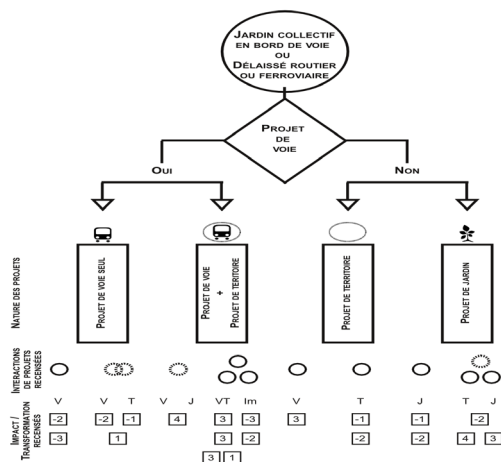 JARDIN COLLECTIF
EN BORD DE VOIE
OU
DÉLAISSÉ ROUTIER
OU FERROVIAIRE
PROJET
DE
VOIE
OUI
NON
NATURE DES PROJETS
PROJET DE VOIE SEUL
PROJET DE VOIE
+
PROJET DE TERITOIRE
PROJET DE TERRITOIRE
PROJET DE JARDIN
INTERACTIONS
DE PROJETS
RECENSÉES
V V T V J VT Im V T J T J
IMPACT /
TRANSFORMATION
RECENSÉS
-2 -2 -1 4 3 -3 3 -1 -1 -2
-3 1 3 -2 -2 -2 4 3
3 1